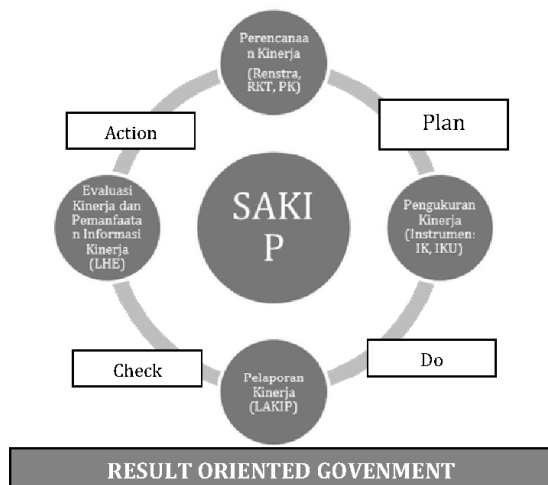 Perencanaa
n Kinerja
(Renstra,
RKT, PK)
Action
Plan
Evaluasi
Kinerja dan
Pemanfaata
n Informasi
Kinerja
(LHE)
SAKI
P
Pengukuran
Kinerja
(Instrumen:
IK, IKU)
Check
Do
Pelaporan
Kinerja
(LAKIP)
RESULT ORIENTED GOVENMENT